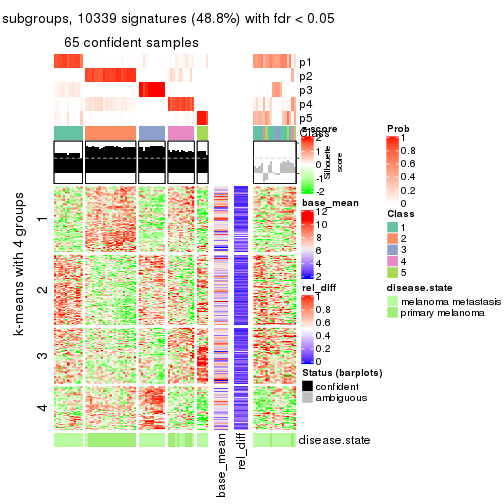 subgroups, 10339 signatures (48.8%) with fdr < 0.05
65 confident samples
p1
p2
p3
p4
p5
Class
Silhouette
score
k-means with 4 groups
1
2
3
4
base_mean
rel_diff
disease.state
z-score
2
1
0
-1
-2
base_mean
12
10
8
6
4
2
rel_diff
1
0.8
0.6
0.4
0.2
0
Status (barplots)
confident
ambiguous
Prob
1
0.8
0.6
0.4
0.2
0
Class
1
2
3
4
5
disease.state
melanoma metastasis
primary melanoma